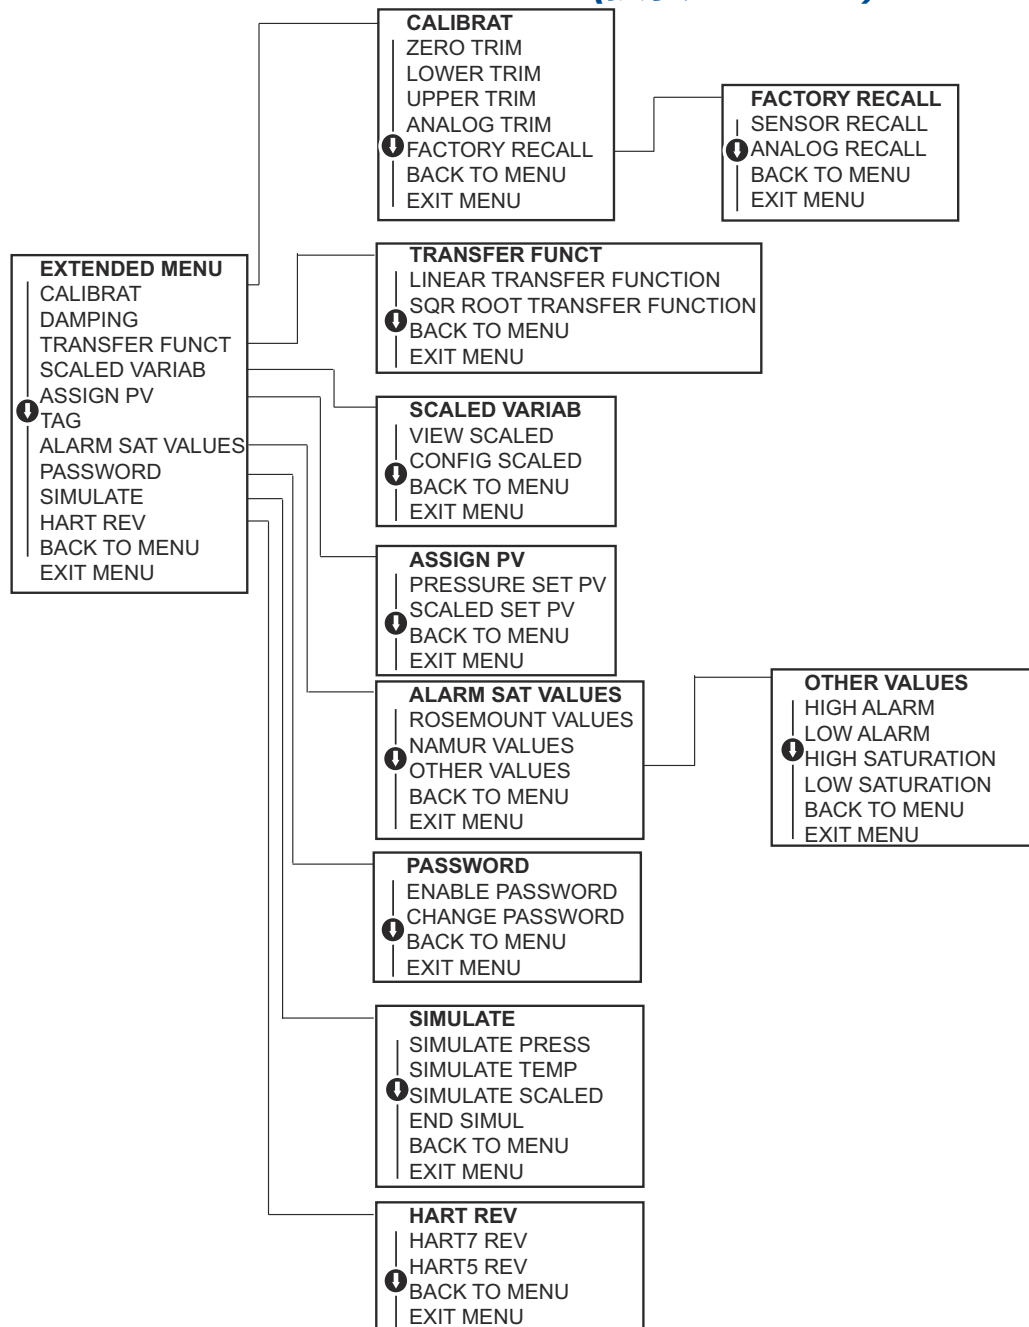 CALIBRAT
ZERO TRIM
LOWER TRIM
UPPER TRIM
ANALOG TRIM
FACTORY RECALL
BACK TO MENU
EXIT MENU
FACTORY RECALL
SENSOR RECALL
ANALOG RECALL
BACK TO MENU
EXIT MENU
EXTENDED MENU
CALIBRAT
DAMPING
TRANSFER FUNCT
SCALED VARIAB
ASSIGN PV
TAG
ALARM SAT VALUES
PASSWORD
SIMULATE
HART REV
BACK TO MENU
EXIT MENU
TRANSFER FUNCT
LINEAR TRANSFER FUNCTION
SQR ROOT TRANSFER FUNCTION
BACK TO MENU
EXIT MENU
SCALED VARIAB
VIEW SCALED
CONFIG SCALED
BACK TO MENU
EXIT MENU
ASSIGN PV
PRESSURE SET PV
SCALED SET PV
BACK TO MENU
EXIT MENU
ALARM SAT VALUES
ROSEMOUNT VALUES
NAMUR VALUES
OTHER VALUES
BACK TO MENU
EXIT MENU
OTHER VALUES
HIGH ALARM
LOW ALARM
HIGH SATURATION
LOW SATURATION
BACK TO MENU
EXIT MENU
PASSWORD
ENABLE PASSWORD
CHANGE PASSWORD
BACK TO MENU
EXIT MENU
SIMULATE
SIMULATE PRESS
SIMULATE TEMP
SIMULATE SCALED
END SIMUL
BACK TO MENU
EXIT MENU
HART REV
HART7 REV
HART5 REV
BACK TO MENU
EXIT MENU